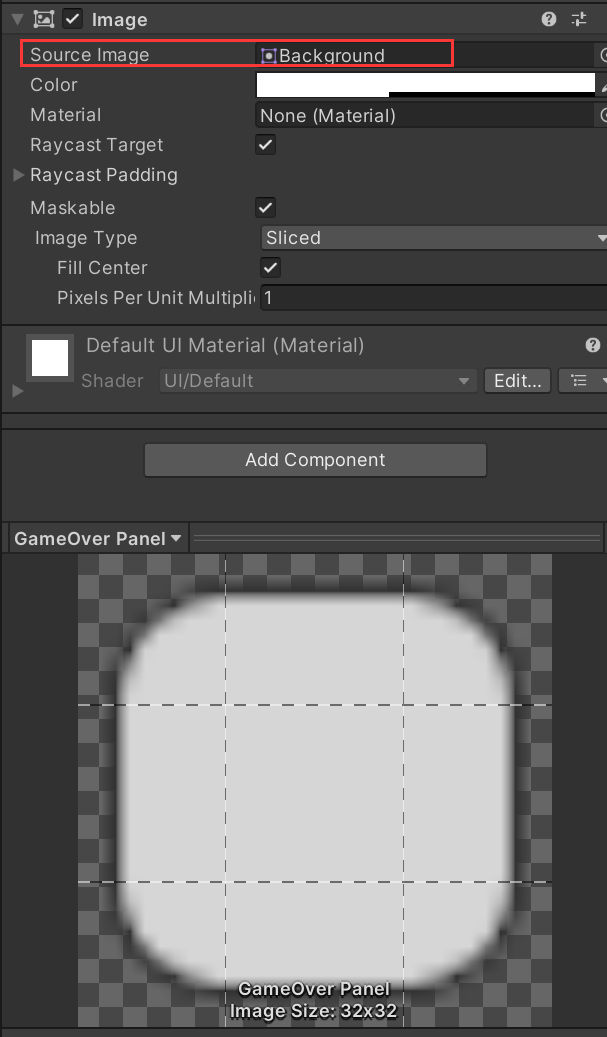 Image
Source Image Background
Color
Material None (Material)
Raycast Target
Raycast Padding
Maskable
Image Type Sliced
Fill Center
Pixels Per Unit Multipli 1
Default UI Material (Material)
Shader UI/Default Edit...
Add Component
GameOver Panel
GameOver Panel
Image Size: 32x32